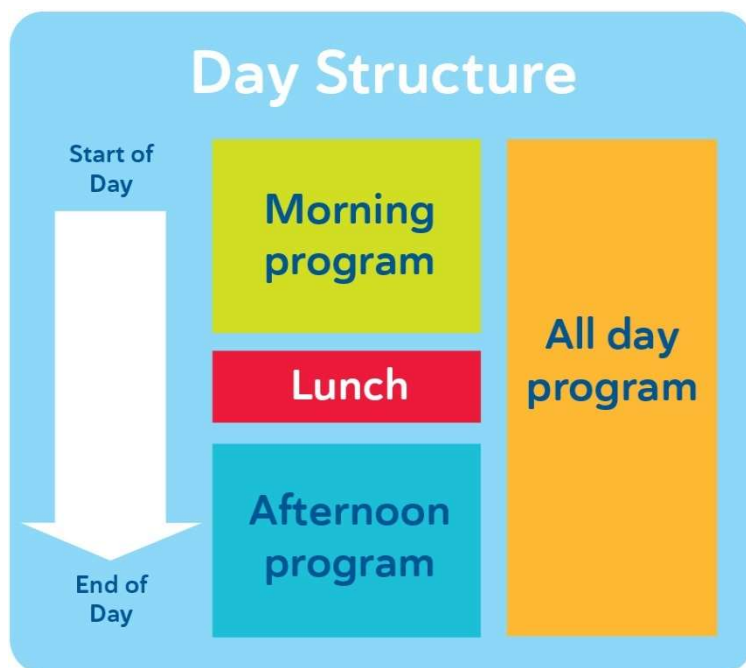 Day Structure
Start of
Day
Morning
program
Lunch
Afternoon
program
All day
program
End of
Day